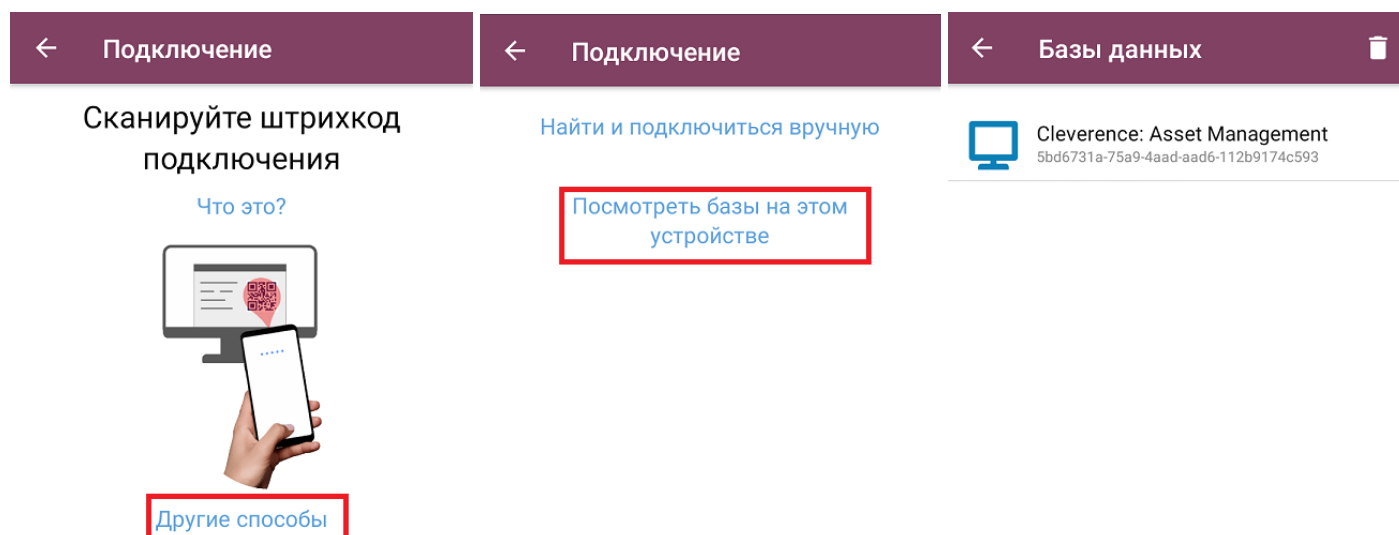 Подключение
Сканируйте штрихкод
подключения
Что это?
Другие способы
Подключение
Найти и подключиться вручную
Посмотреть базы на этом
устройстве
Базы данных
Cleverence: Asset Management
5bd6731a-75a9-4aad-aad6-112b9174c593